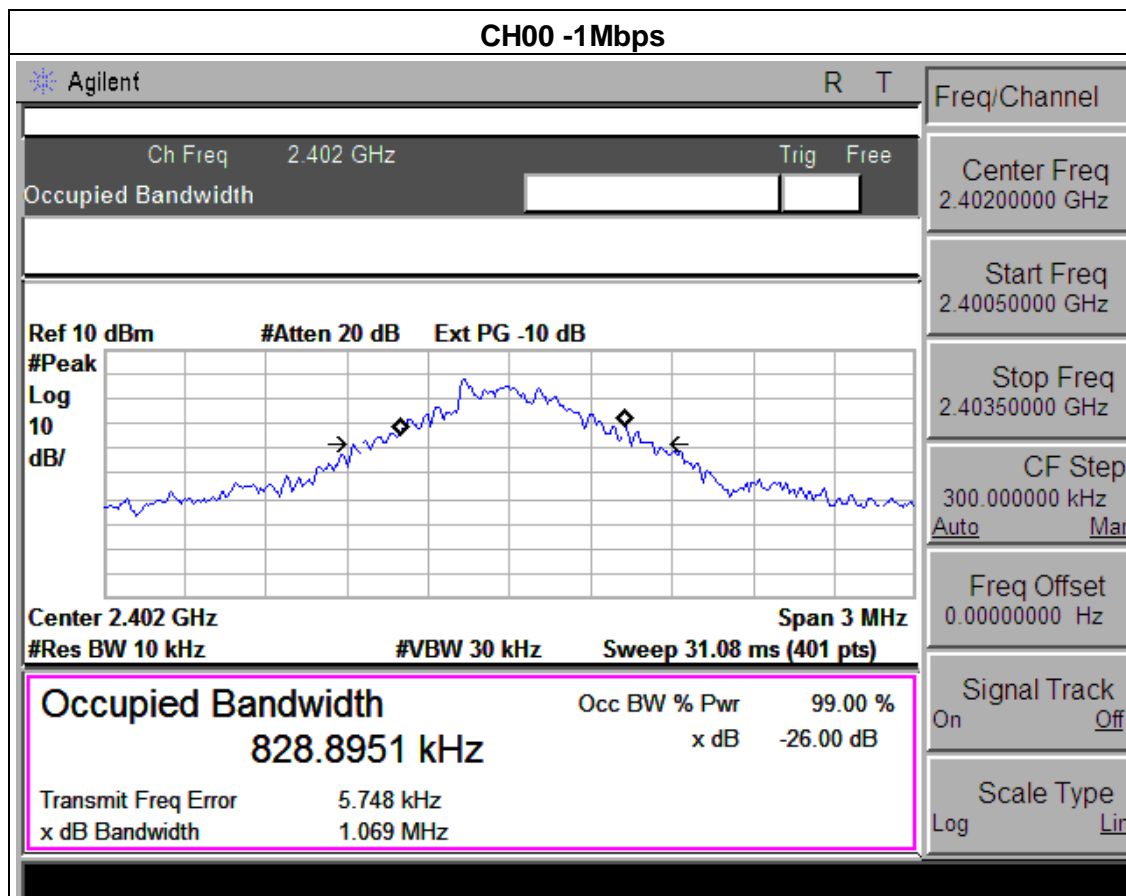 CH00 -1Mbps
Agilent R T
Ch Freq 2.402 GHz Trig Free
Occupied Bandwidth
Ref 10 dBm #Atten 20 dB Ext PG -10 dB
#Peak
Log
10
dB/
Center 2.402 GHz Span 3 MHz
#Res BW 10 kHz #VBW 30 kHz Sweep 31.08 ms (401 pts)
Occupied Bandwidth Occ BW % Pwr 99.00 %
828.8951 kHz x dB -26.00 dB
Transmit Freq Error 5.748 kHz
x dB Bandwidth 1.069 MHz
Freq/Channel
Center Freq
2.40200000 GHz
Start Freq
2.40050000 GHz
Stop Freq
2.40350000 GHz
CF Step
300.000000 kHz
Auto Man
Freq Offset
0.00000000 Hz
Signal Track
On Off
Scale Type
Log Lin